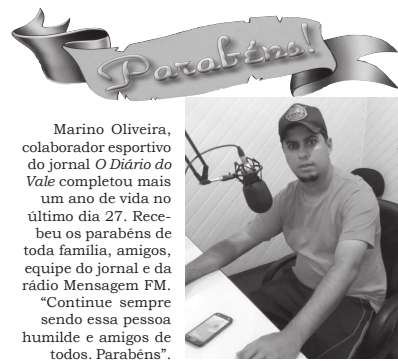 Parabéns!
Marino Oliveira,
colaborador esportivo
do jornal O Diário do
Vale completou mais
um ano de vida no
último dia 27. Rece-
beu os parabéns de
toda família, amigos,
equipe do jornal e da
rádio Mensagem FM.
“Continue sempre
sendo essa pessoa
humilde e amigos de
todos. Parabéns”.